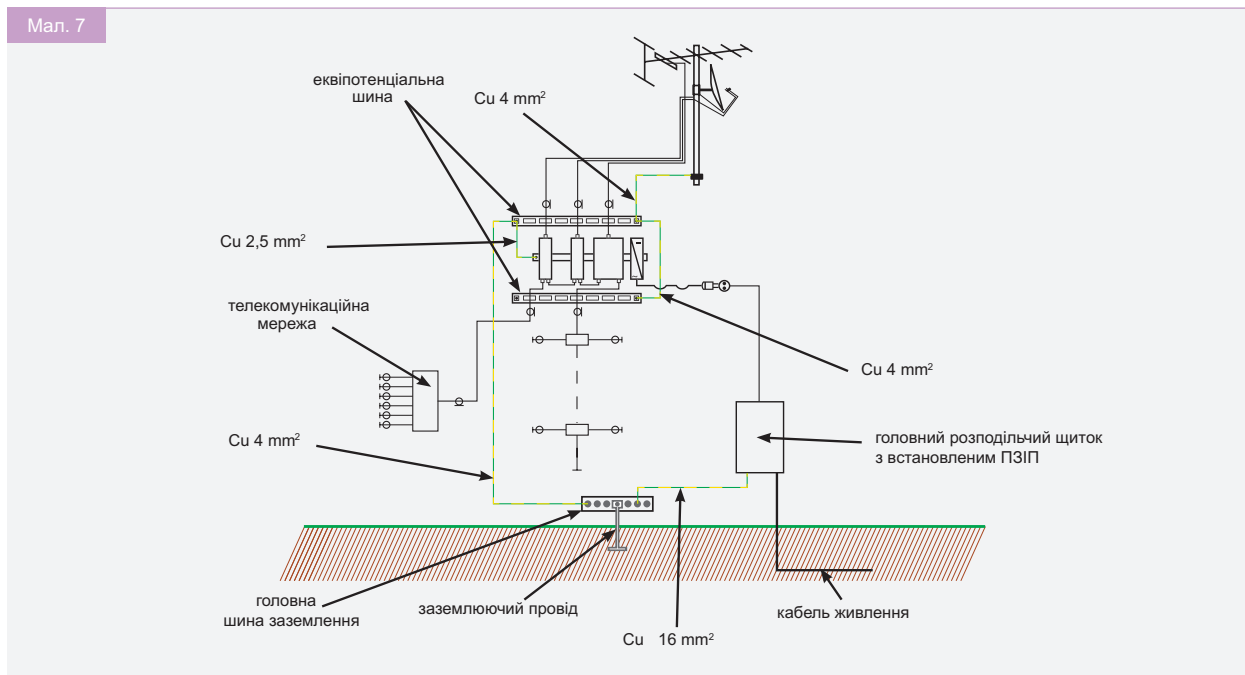 Мал. 7
еквіпотенціальна
шина
Cu 4 mm²
Cu 2,5 mm²
телекомунікаційна
мережа
Cu 4 mm²
Cu 4 mm²
головний розподільчий щиток
з встановленим ПЗІП
головна
шина заземлення
заземлюючий провід
кабель живлення
Cu 16 mm²